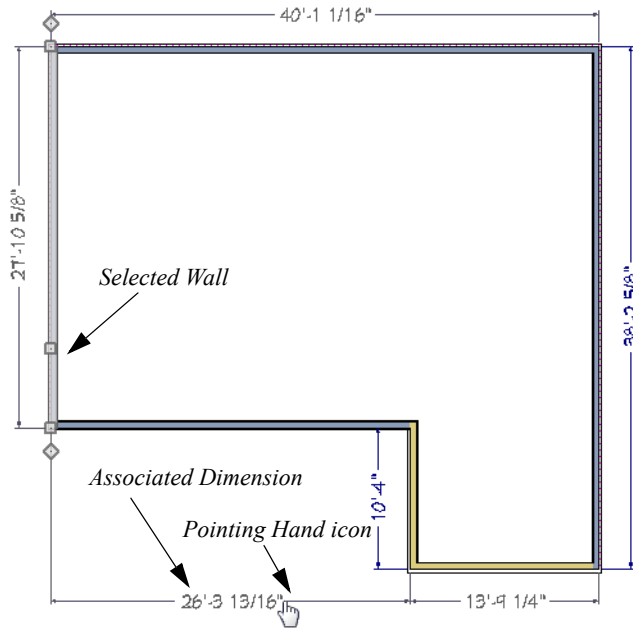 40'-1 1/16"
27'-10 5/8"
Selected Wall
38'-2 5/8"
Associated Dimension
10'-4"
Pointing Hand icon
26'-3 13/16"
13'-9 1/4"